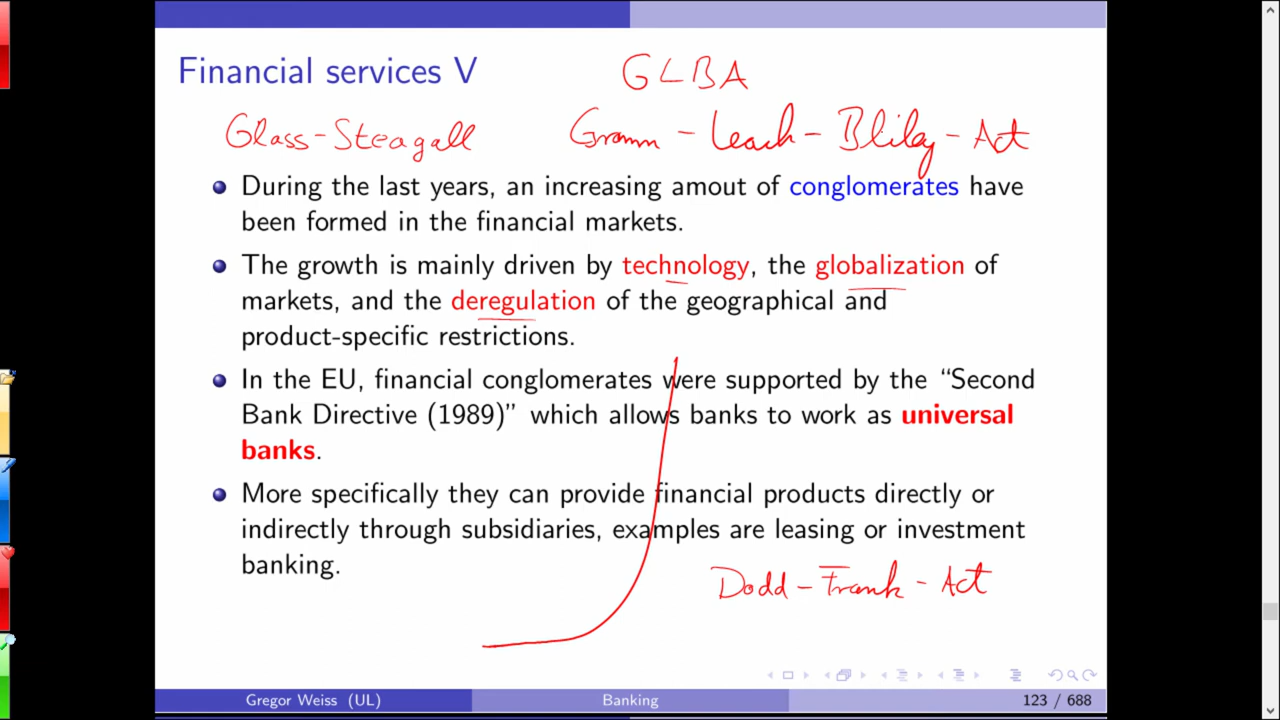 Financial services V
GLBA
Glass-Steagall
Gramm - Leach - Bliley - Act
During the last years, an increasing amout of conglomerates have
been formed in the financial markets.
The growth is mainly driven by technology, the globalization of
markets, and the deregulation of the geographical and
product-specific restrictions.
In the EU, financial conglomerates were supported by the “Second
Bank Directive (1989)” which allows banks to work as universal
banks.
More specifically they can provide financial products directly or
indirectly through subsidiaries, examples are leasing or investment
banking.
Dodd - Frank - Act
Gregor Weiss (UL)
Banking
123 / 688